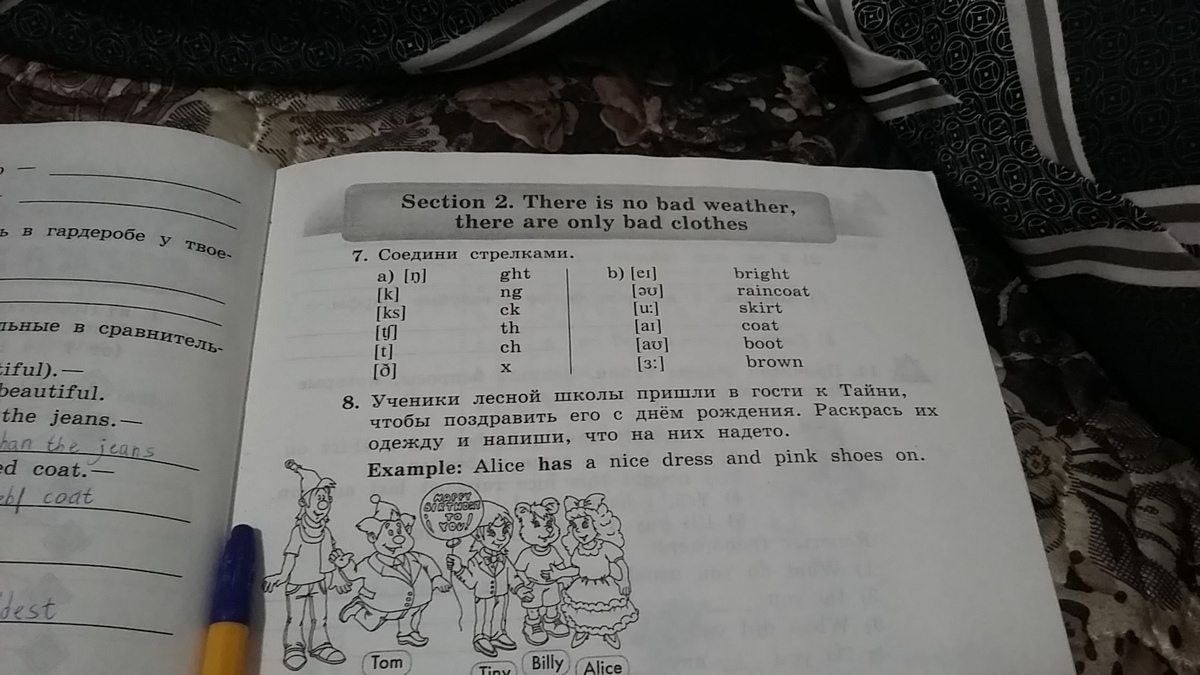 ь в гардеробе у твое-
льные в сравнитель-
tiful).—
beautiful.
the jeans.—
han the jeans
ed coat.—
coat
dest
Section 2. There is no bad weather,
there are only bad clothes
7. Соедини стрелками.
a) [ŋ] ght b) [eɪ] bright
[k] ng [əʊ] raincoat
[ks] ck [u:] skirt
[tʃ] th [aɪ] coat
[t] ch [aʊ] boot
[ð] x [ɜ:] brown
8. Ученики лесной школы пришли в гости к Тайни,
чтобы поздравить его с днём рождения. Раскрась их
одежду и напиши, что на них надето.
Example: Alice has a nice dress and pink shoes on.
HAPPY
BIRTHDAY
TO
YOU!
Tom
Tiny
Billy
Alice